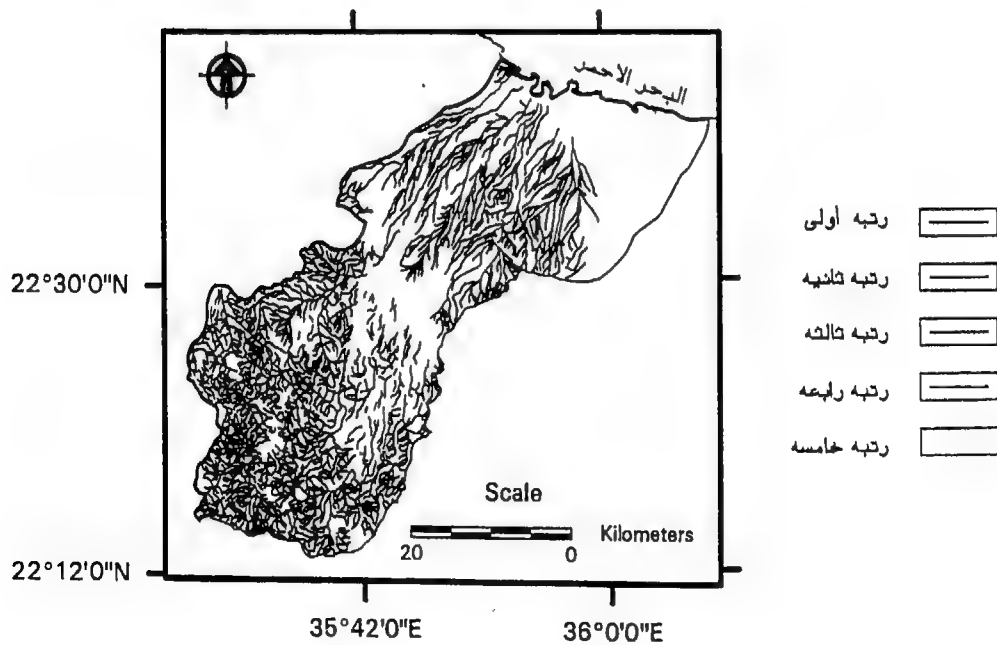 البحر الاحمر
رتبه أولى
رتبه ثانيه
رتبه ثالثه
رتبه رابعه
رتبه خامسه
22°30'0"N
Scale
Kilometers
20 0
22°12'0"N
35°42'0"E 36°0'0"E